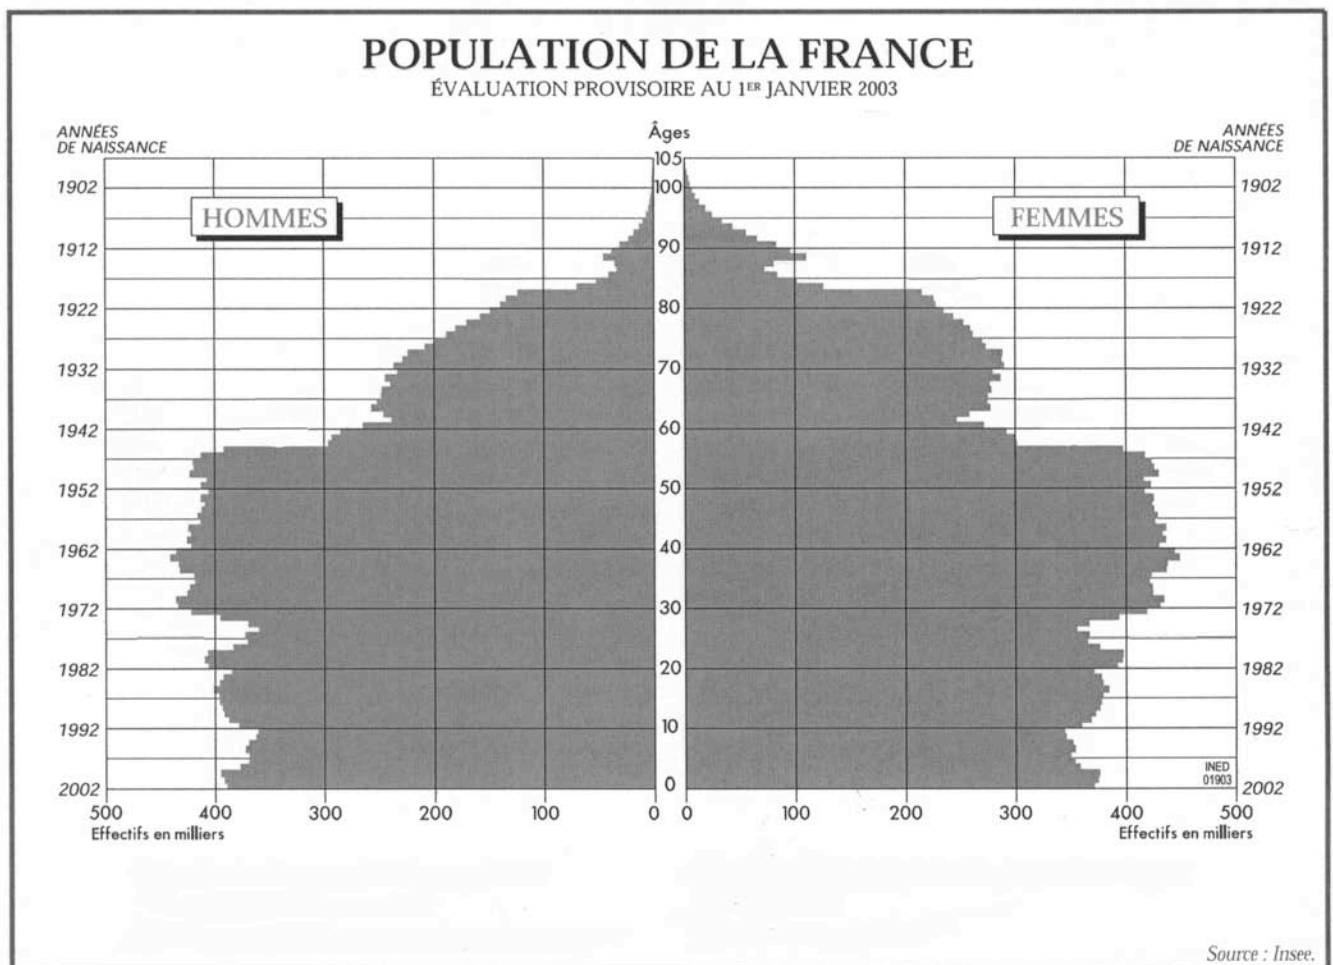 POPULATION DE LA FRANCE
ÉVALUATION PROVISOIRE AU 1ER JANVIER 2003
ANNÉES
DE NAISSANCE
Âges
ANNÉES
DE NAISSANCE
105
1902
100
1902
HOMMES
FEMMES
1912
90
1912
1922
80
1922
1932
70
1932
1942
60
1942
1952
50
1952
1962
40
1962
1972
30
1972
1982
20
1982
1992
10
1992
INED
01903
2002
0
2002
500 400 300 200 100 0 0 100 200 300 400 500
Effectifs en milliers
Effectifs en milliers
Source : Insee.